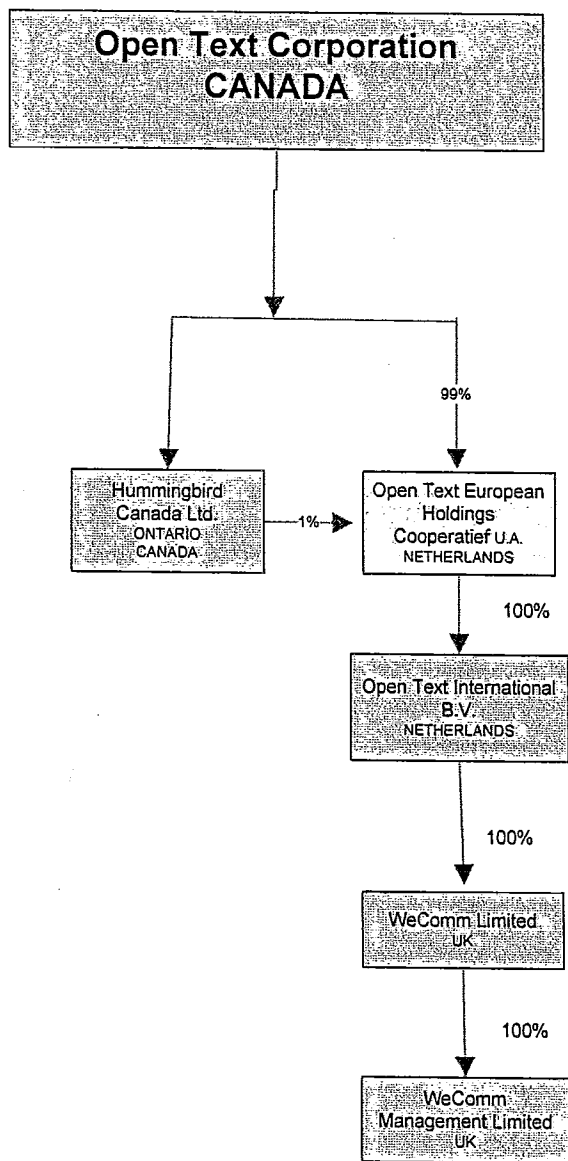 Open Text Corporation
CANADA
99%
Hummingbird
Canada Ltd.
ONTARIO
CANADA
1%
Open Text European
Holdings
Cooperatief U.A.
NETHERLANDS
100%
Open Text International
B.V.
NETHERLANDS
100%
WeComm Limited
UK
100%
WeComm
Management Limited
UK